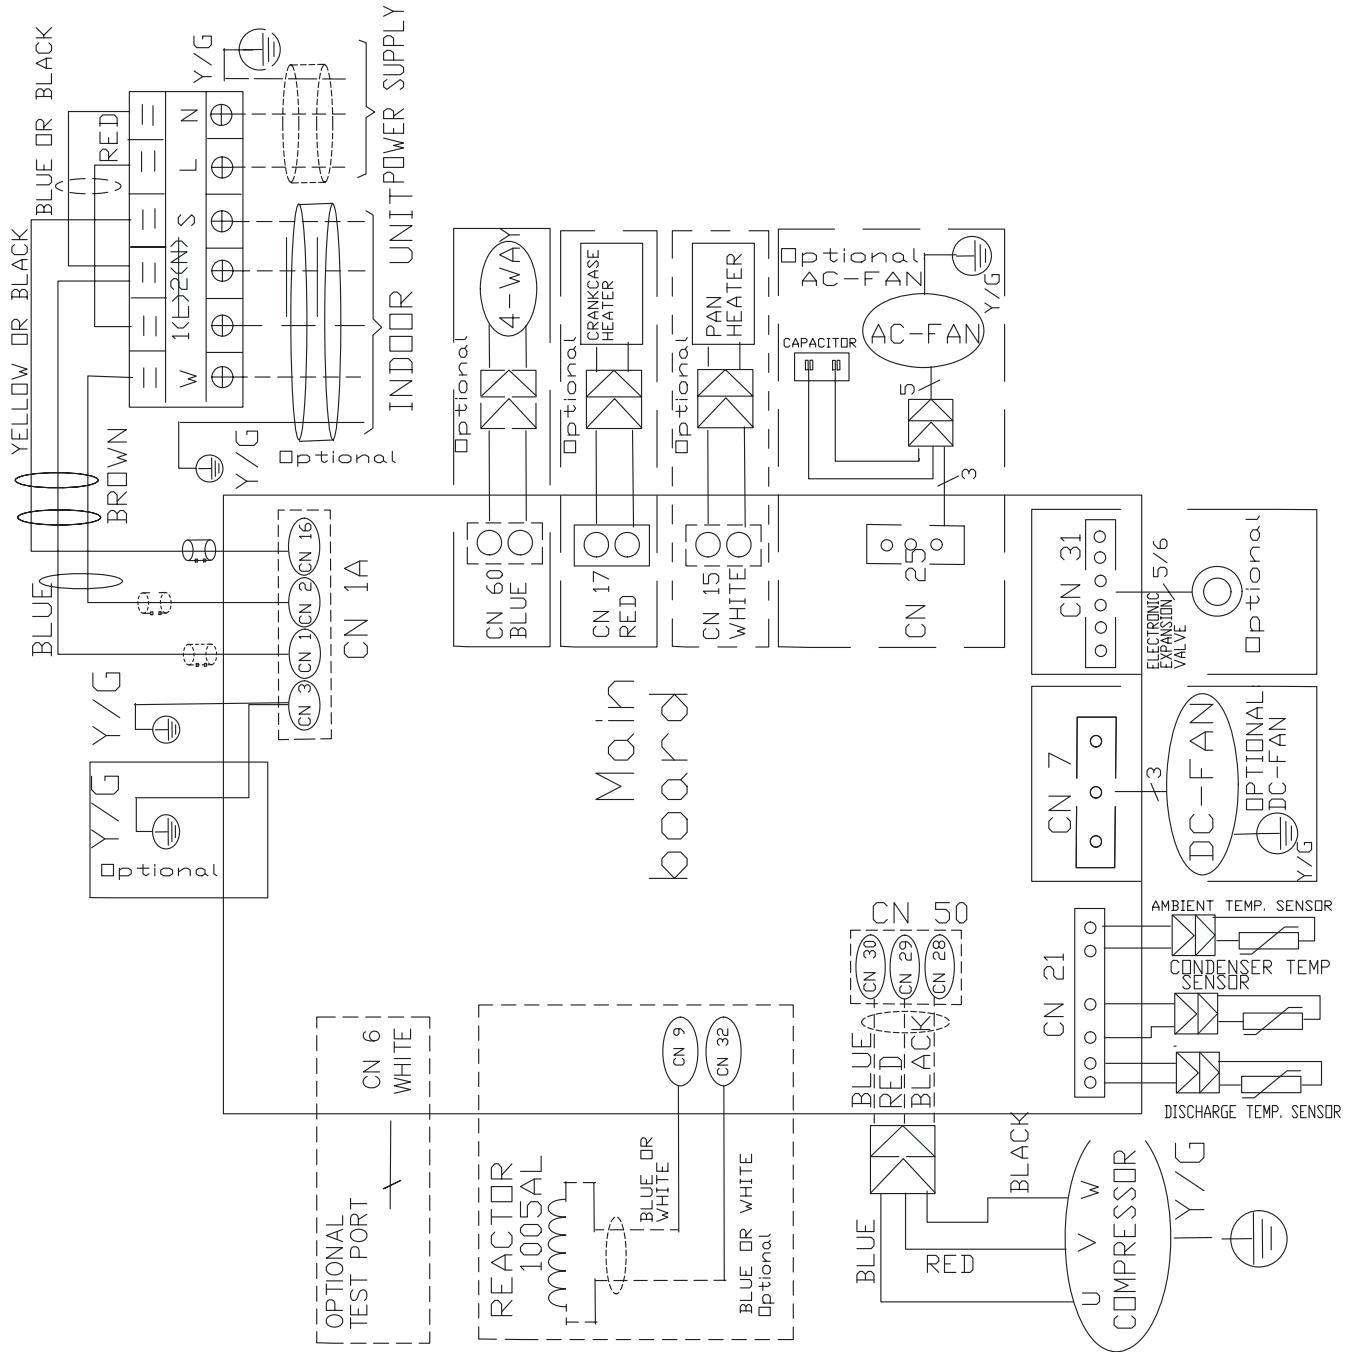 BLUE OR BLACK
YELLOW OR BLACK
RED
N
L
S
1(L) 2(N)
W
Y/G
POWER SUPPLY
INDOOR UNIT
Y/G
Optional
BROWN
BLUE
CN 16
CN 2
CN 1
CN 3
CN 1A
Y/G
Y/G
Optional
4-WAY
Optional
CN 60
BLUE
CRANKCASE
HEATER
Optional
CN 17
RED
PAN
HEATER
Optional
CN 15
WHITE
Optional
AC-FAN
Y/G
AC-FAN
CAPACITOR
5
3
CN 25
CN 31
ELECTRONIC
EXPANSION
VALVE
5/6
Optional
Main
board
CN 7
3
DC-FAN
OPTIONAL
DC-FAN
Y/G
CN 21
AMBIENT TEMP. SENSOR
CONDENSER TEMP
SENSOR
DISCHARGE TEMP. SENSOR
CN 50
CN 30
CN 29
CN 28
BLUE
RED
BLACK
BLUE
RED
BLACK
U
V
W
COMPRESSOR
Y/G
CN 6
WHITE
OPTIONAL
TEST PORT
REACTOR
1005AL
CN 9
CN 32
BLUE OR
WHITE
BLUE OR WHITE
Optional